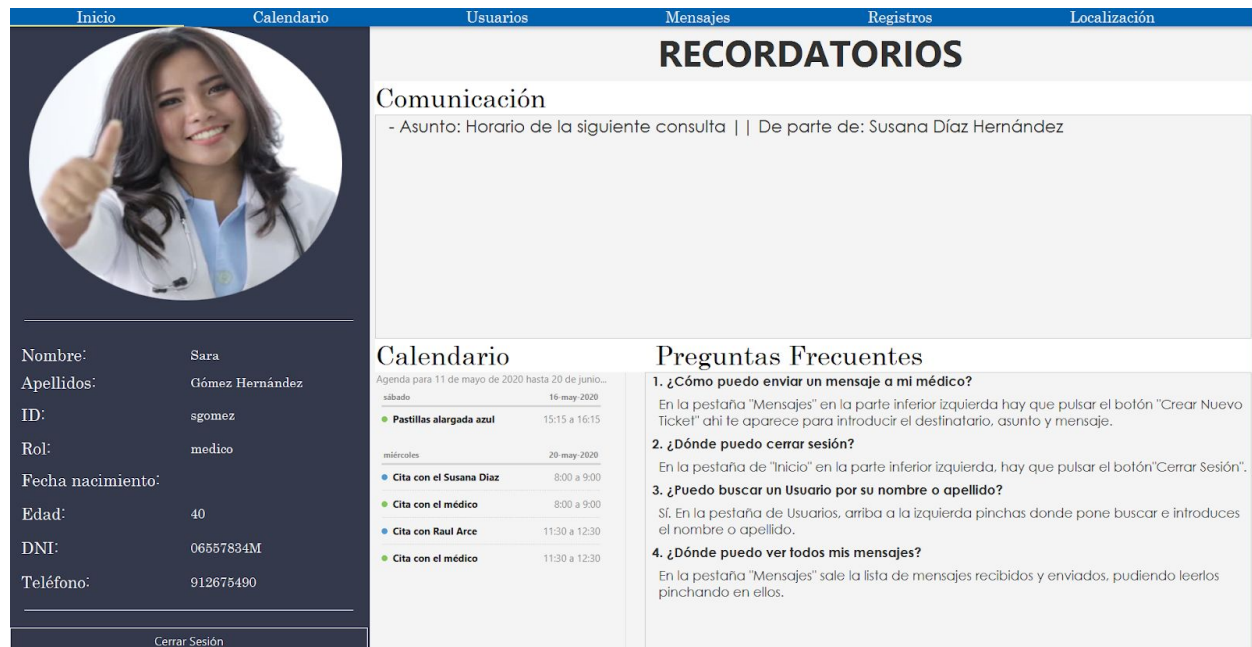 Inicio Calendario Usuarios Mensajes Registros Localización
RECORDATORIOS
Comunicación
- Asunto: Horario de la siguiente consulta || De parte de: Susana Díaz Hernández
Nombre: Sara
Apellidos: Gómez Hernández
ID: sgomez
Rol: medico
Fecha nacimiento:
Edad: 40
DNI: 06557834M
Teléfono: 912675490
Cerrar Sesión
Calendario
Agenda para 11 de mayo de 2020 hasta 20 de junio...
sábado 16-may-2020
Pastillas alargada azul 15:15 a 16:15
miércoles 20-may-2020
Cita con el Susana Diaz 8:00 a 9:00
Cita con el médico 8:00 a 9:00
Cita con Raul Arce 11:30 a 12:30
Cita con el médico 11:30 a 12:30
Preguntas Frecuentes
1. ¿Cómo puedo enviar un mensaje a mi médico?
En la pestaña "Mensajes" en la parte inferior izquierda hay que pulsar el botón "Crear Nuevo
Ticket" ahi te aparece para introducir el destinatario, asunto y mensaje.
2. ¿Dónde puedo cerrar sesión?
En la pestaña de "Inicio" en la parte inferior izquierda, hay que pulsar el botón"Cerrar Sesión".
3. ¿Puedo buscar un Usuario por su nombre o apellido?
Sí. En la pestaña de Usuarios, arriba a la izquierda pinchas donde pone buscar e introduces
el nombre o apellido.
4. ¿Dónde puedo ver todos mis mensajes?
En la pestaña "Mensajes" sale la lista de mensajes recibidos y enviados, pudiendo leerlos
pinchando en ellos.